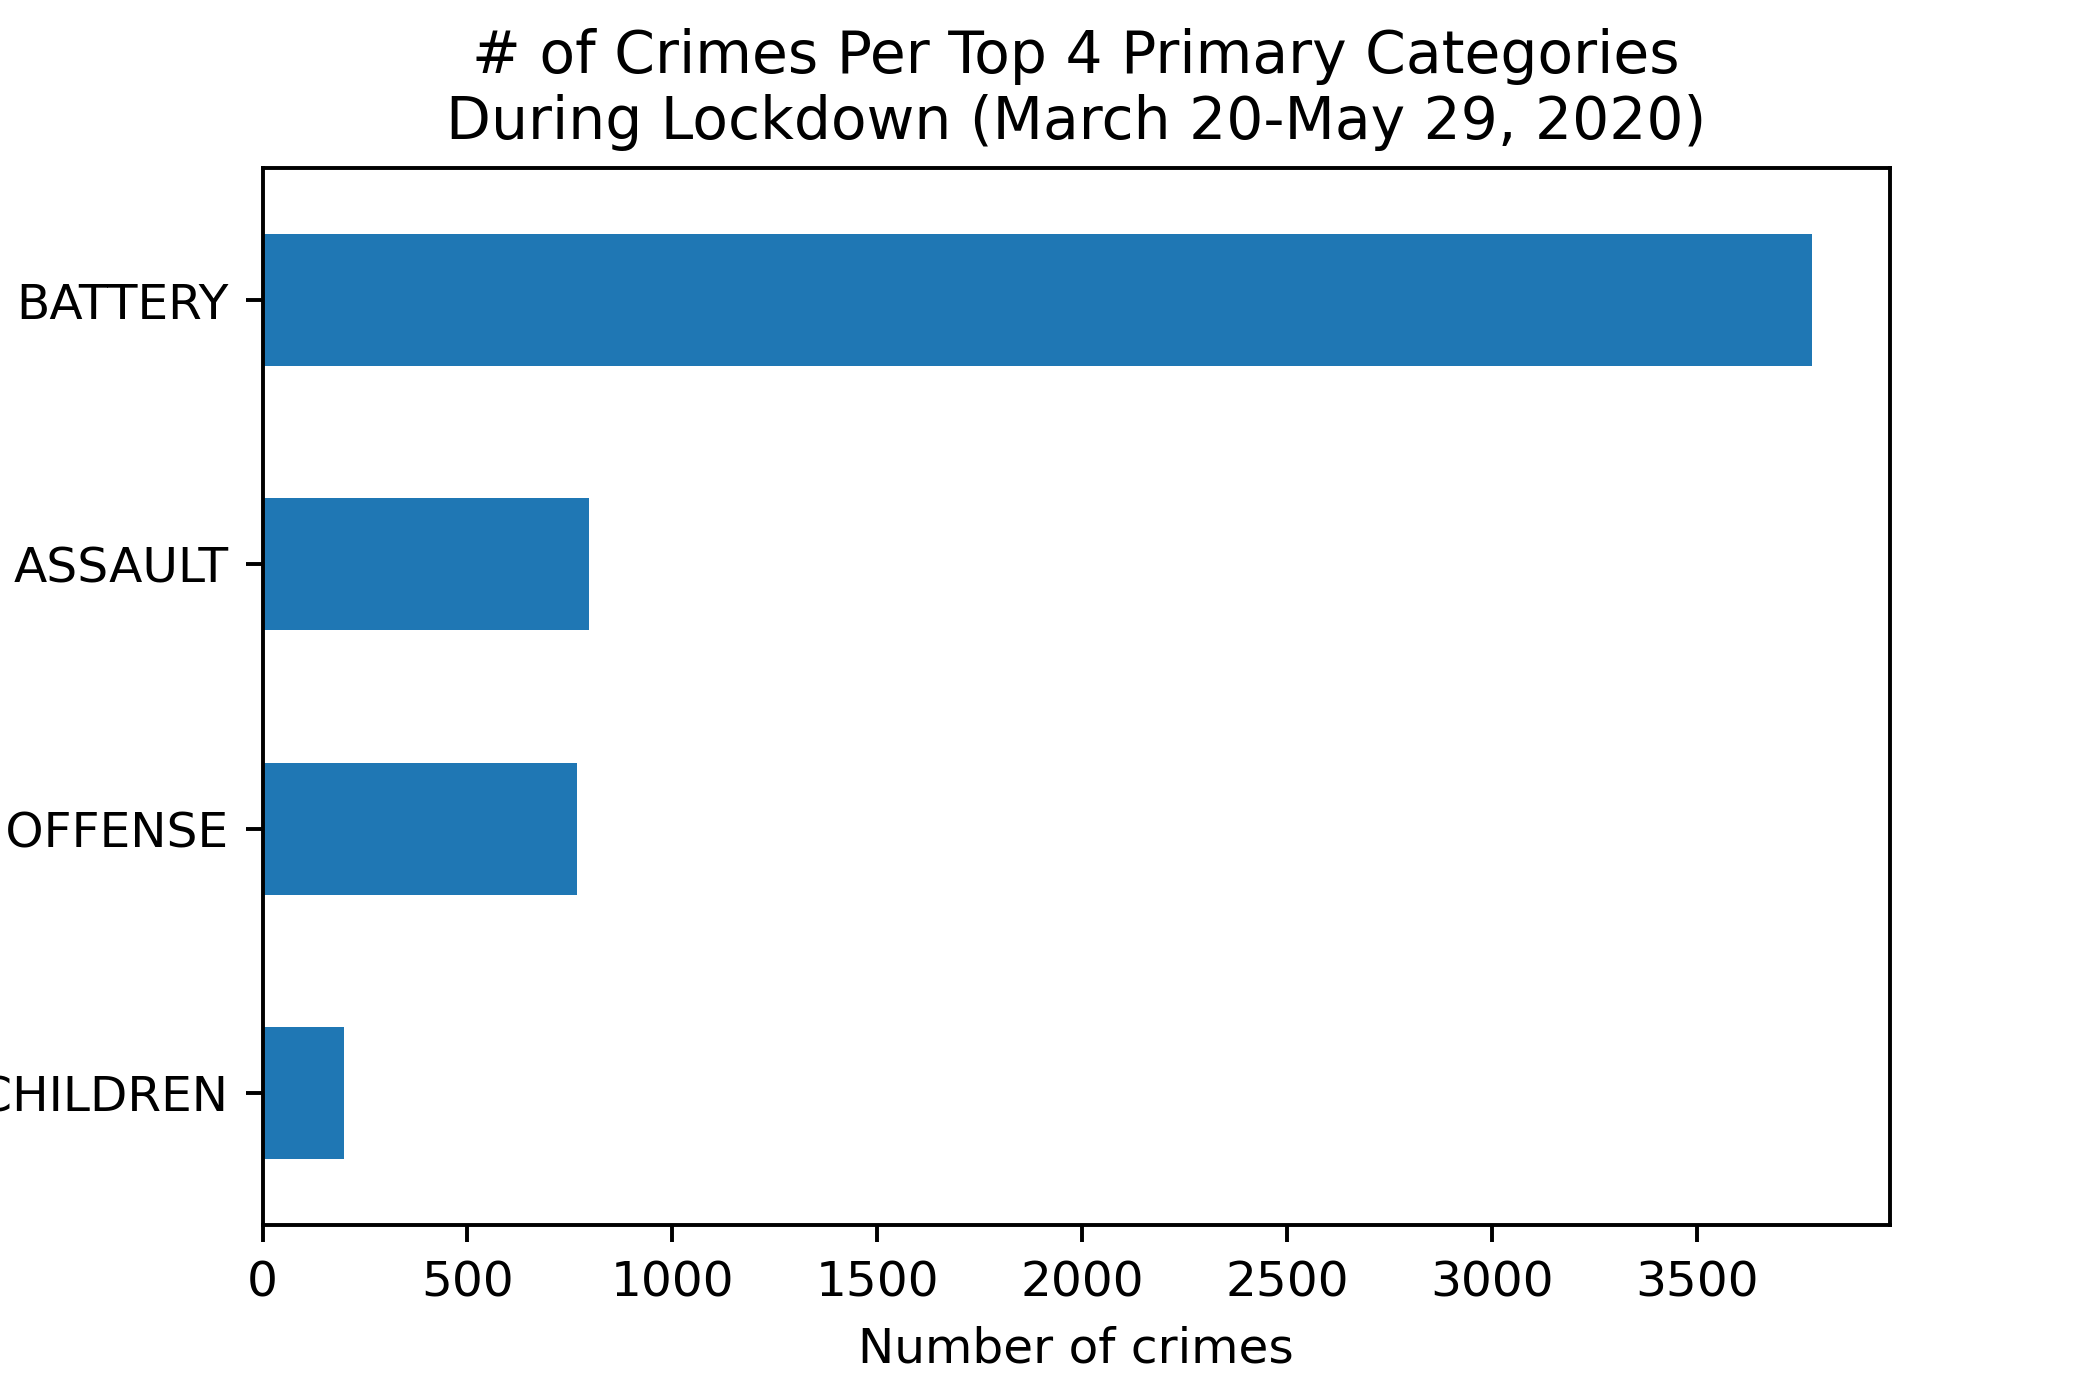 # of Crimes Per Top 4 Primary Categories
During Lockdown (March 20-May 29, 2020)
BATTERY
ASSAULT
OFFENSE
CHILDREN
0 500 1000 1500 2000 2500 3000 3500
Number of crimes